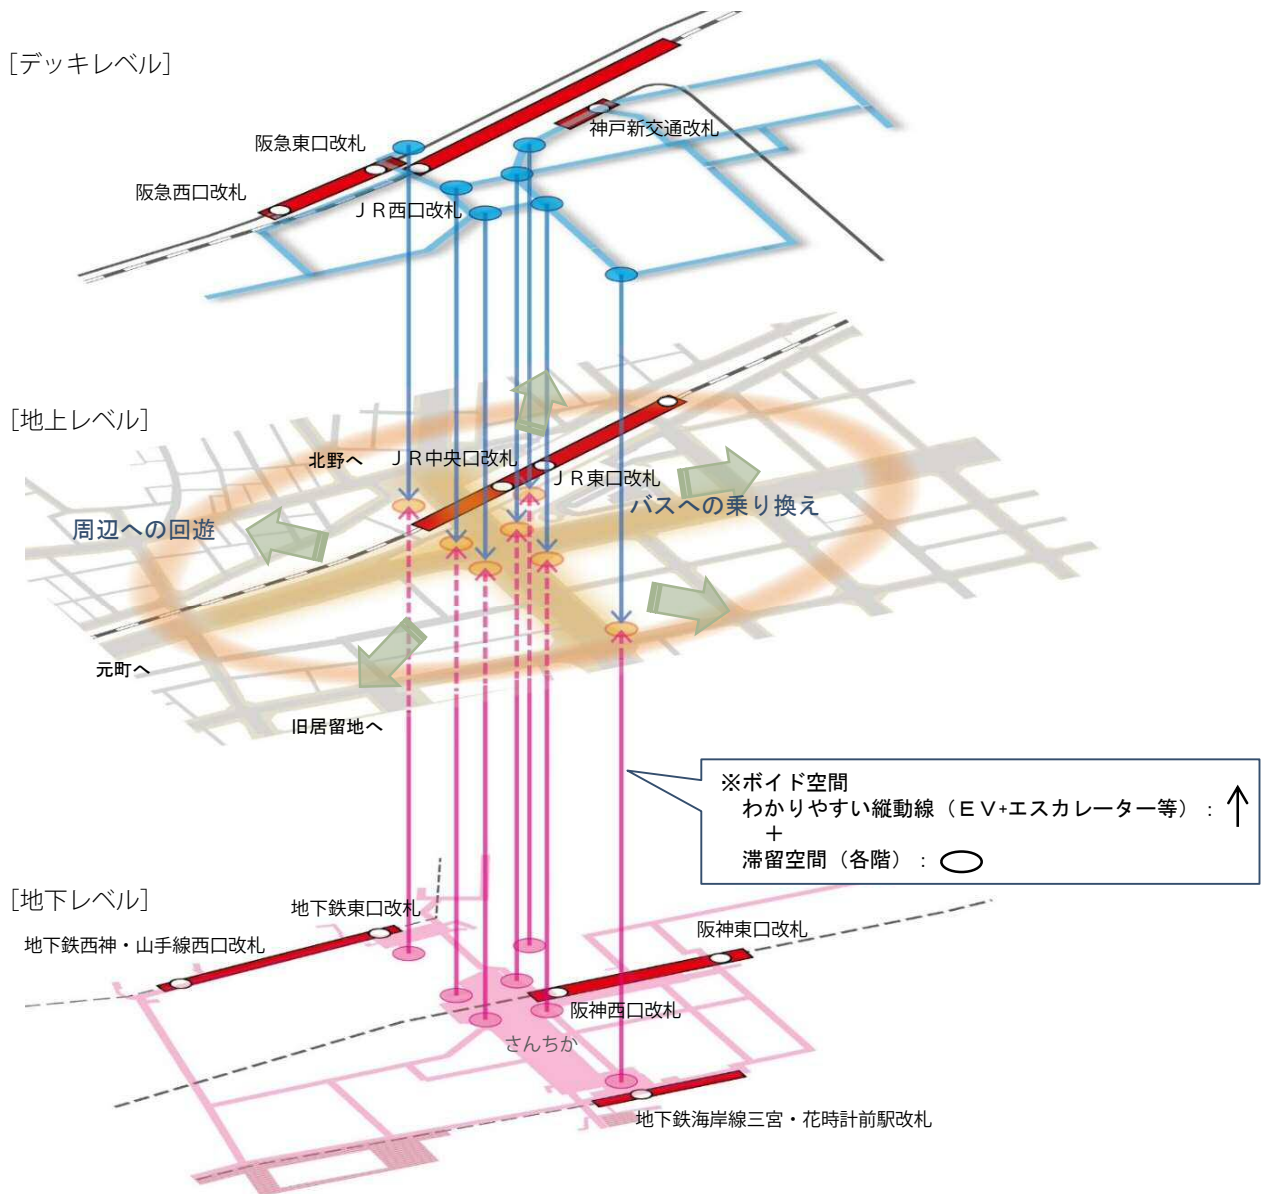 [デッキレベル]
神戸新交通改札
阪急東口改札
阪急西口改札
ＪＲ西口改札
[地上レベル]
北野へ
ＪＲ中央口改札
ＪＲ東口改札
バスへの乗り換え
周辺への回遊
元町へ
旧居留地へ
※ボイド空間
わかりやすい縦動線（ＥＶ+エスカレーター等）：
＋
滞留空間（各階）：
[地下レベル]
地下鉄東口改札
阪神東口改札
地下鉄西神・山手線西口改札
阪神西口改札
さんちか
地下鉄海岸線三宮・花時計前駅改札